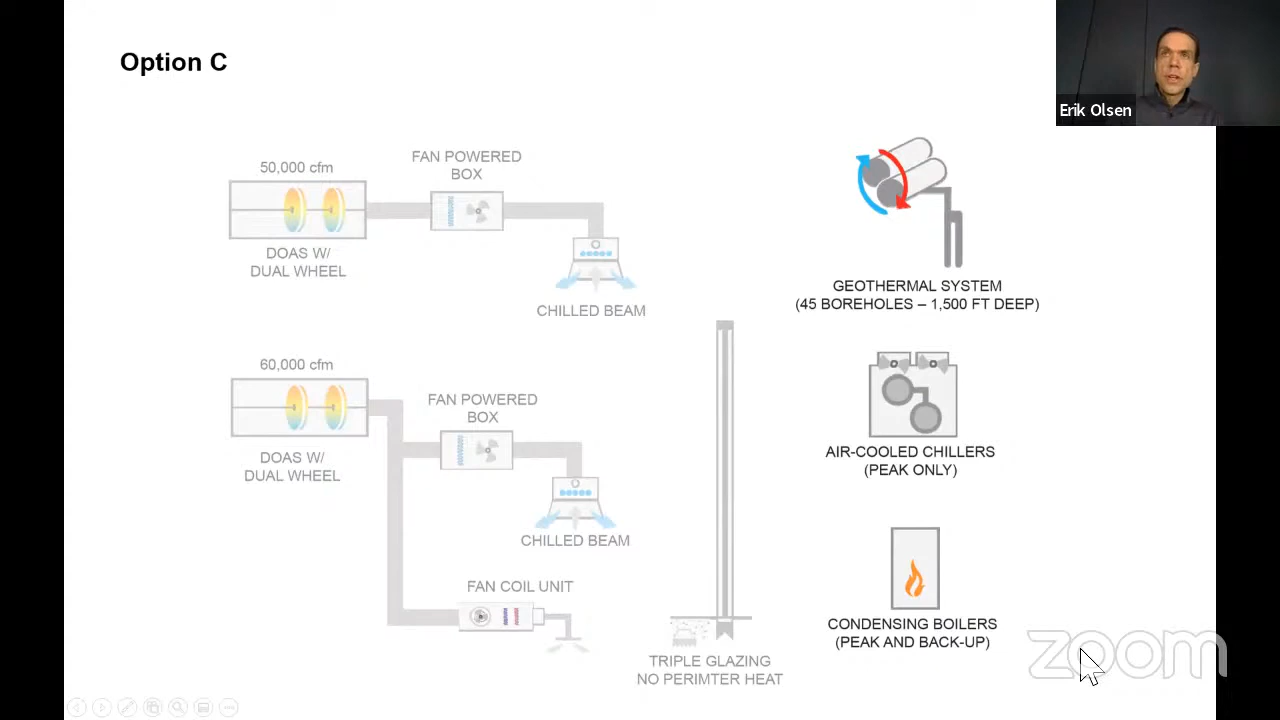 Option C
Erik Olsen
50,000 cfm
DOAS W/
DUAL WHEEL
FAN POWERED
BOX
CHILLED BEAM
60,000 cfm
DOAS W/
DUAL WHEEL
FAN POWERED
BOX
CHILLED BEAM
FAN COIL UNIT
TRIPLE GLAZING
NO PERIMTER HEAT
GEOTHERMAL SYSTEM
(45 BOREHOLES – 1,500 FT DEEP)
AIR-COOLED CHILLERS
(PEAK ONLY)
CONDENSING BOILERS
(PEAK AND BACK-UP)
zoom